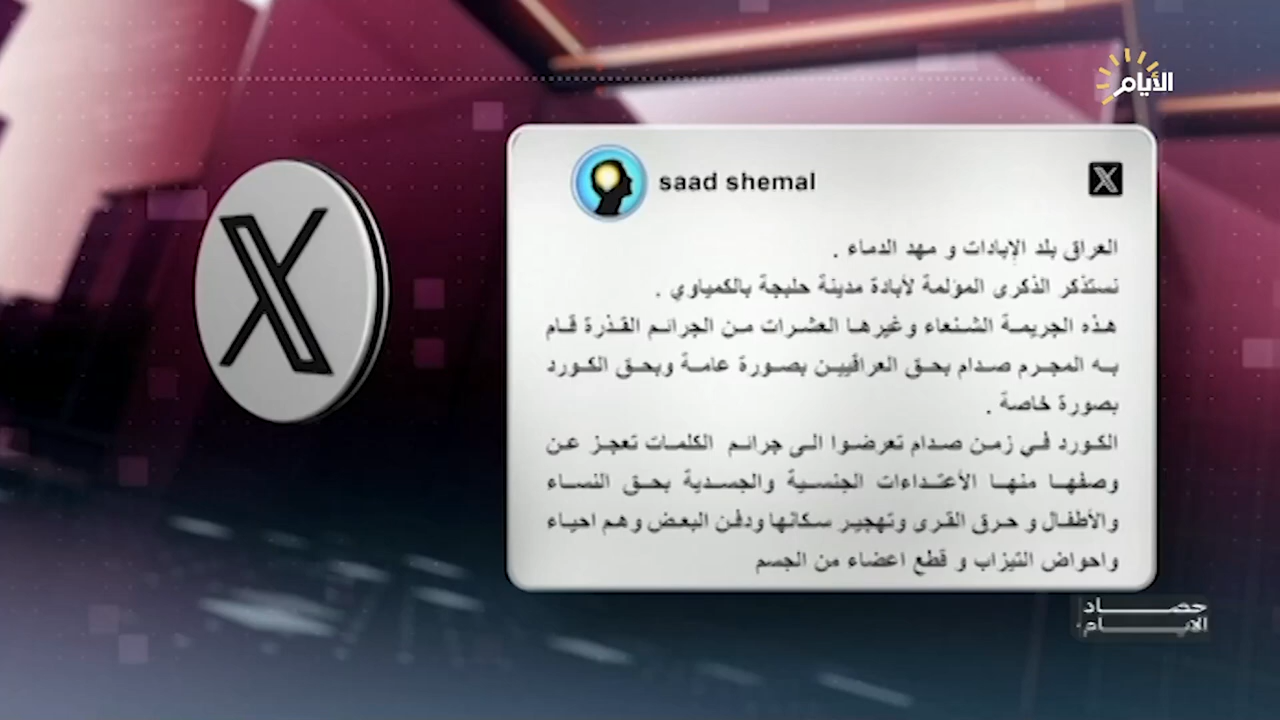 الأيام
saad shemal
العراق بلد الإبادات و مهد الدماء .
نستذكر الذكرى المؤلمة لأبادة مدينة حلبجة بالكمياوي .
هذه الجريمة الشنعاء وغيرها العشرات من الجرائم القذرة قام
به المجرم صدام بحق العراقيين بصورة عامة وبحق الكورد
بصورة خاصة .
الكورد في زمن صدام تعرضوا الى جرائم الكلمات تعجز عن
وصفها منها الأعتداءات الجنسية والجسدية بحق النساء
والأطفال و حرق القرى وتهجير سكانها ودفن البعض وهم احياء
واحواض التيزاب و قطع اعضاء من الجسم
حصاد
الايام